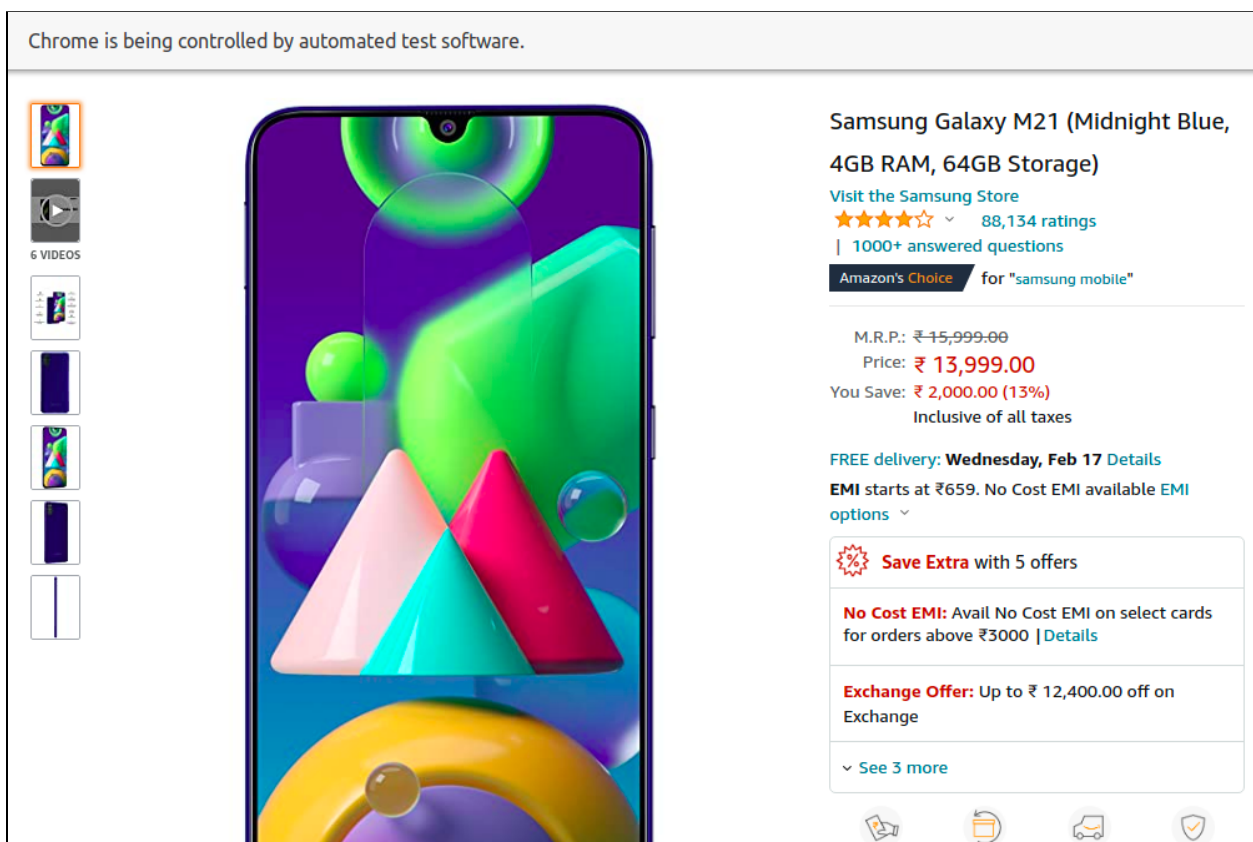 Chrome is being controlled by automated test software.
6 VIDEOS
Samsung Galaxy M21 (Midnight Blue,
4GB RAM, 64GB Storage)
Visit the Samsung Store
88,134 ratings
| 1000+ answered questions
Amazon's Choice for "samsung mobile"
M.R.P.: ₹ 15,999.00
Price: ₹ 13,999.00
You Save: ₹ 2,000.00 (13%)
Inclusive of all taxes
FREE delivery: Wednesday, Feb 17 Details
EMI starts at ₹659. No Cost EMI available EMI
options
Save Extra with 5 offers
No Cost EMI: Avail No Cost EMI on select cards
for orders above ₹3000 | Details
Exchange Offer: Up to ₹ 12,400.00 off on
Exchange
See 3 more